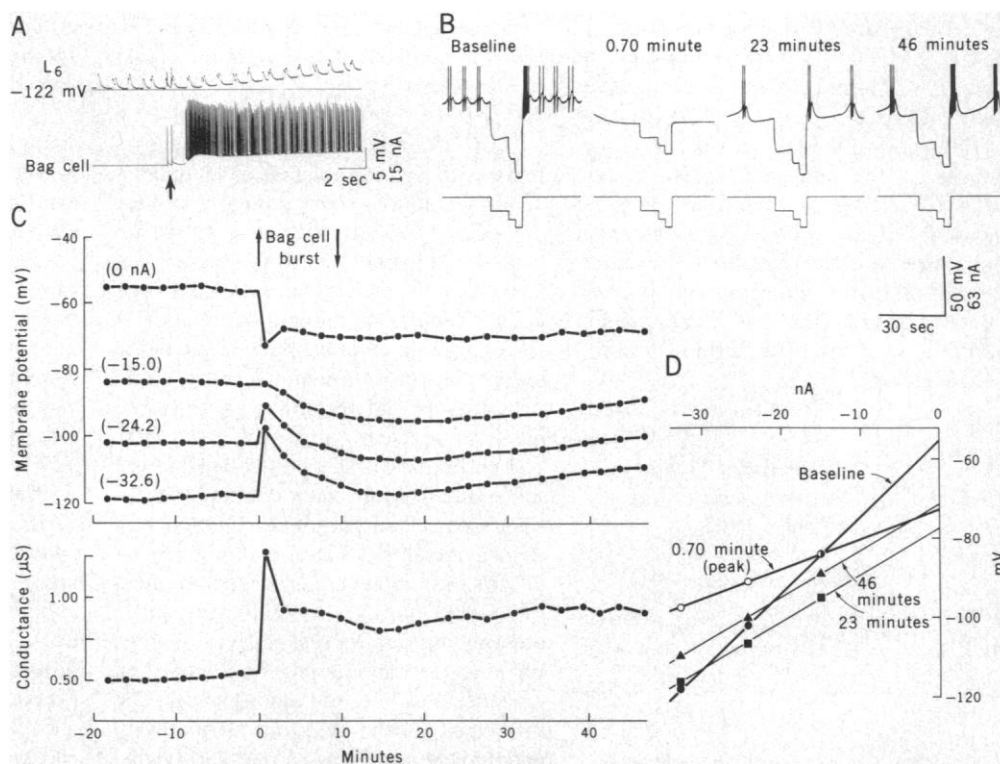 A
L6
−122 mV
Bag cell
2 sec
5 mV
15 nA
B
Baseline
0.70 minute
23 minutes
46 minutes
50 mV
63 nA
30 sec
C
Membrane potential (mV)
−40
−60
−80
−100
−120
(0 nA)
(−15.0)
(−24.2)
(−32.6)
Bag cell
burst
Conductance (µS)
1.00
0.50
−20
−10
0
10
20
30
40
Minutes
D
nA
−30
−20
−10
0
−60
−80
−100
−120
mV
Baseline
0.70 minute
(peak)
46
minutes
23 minutes